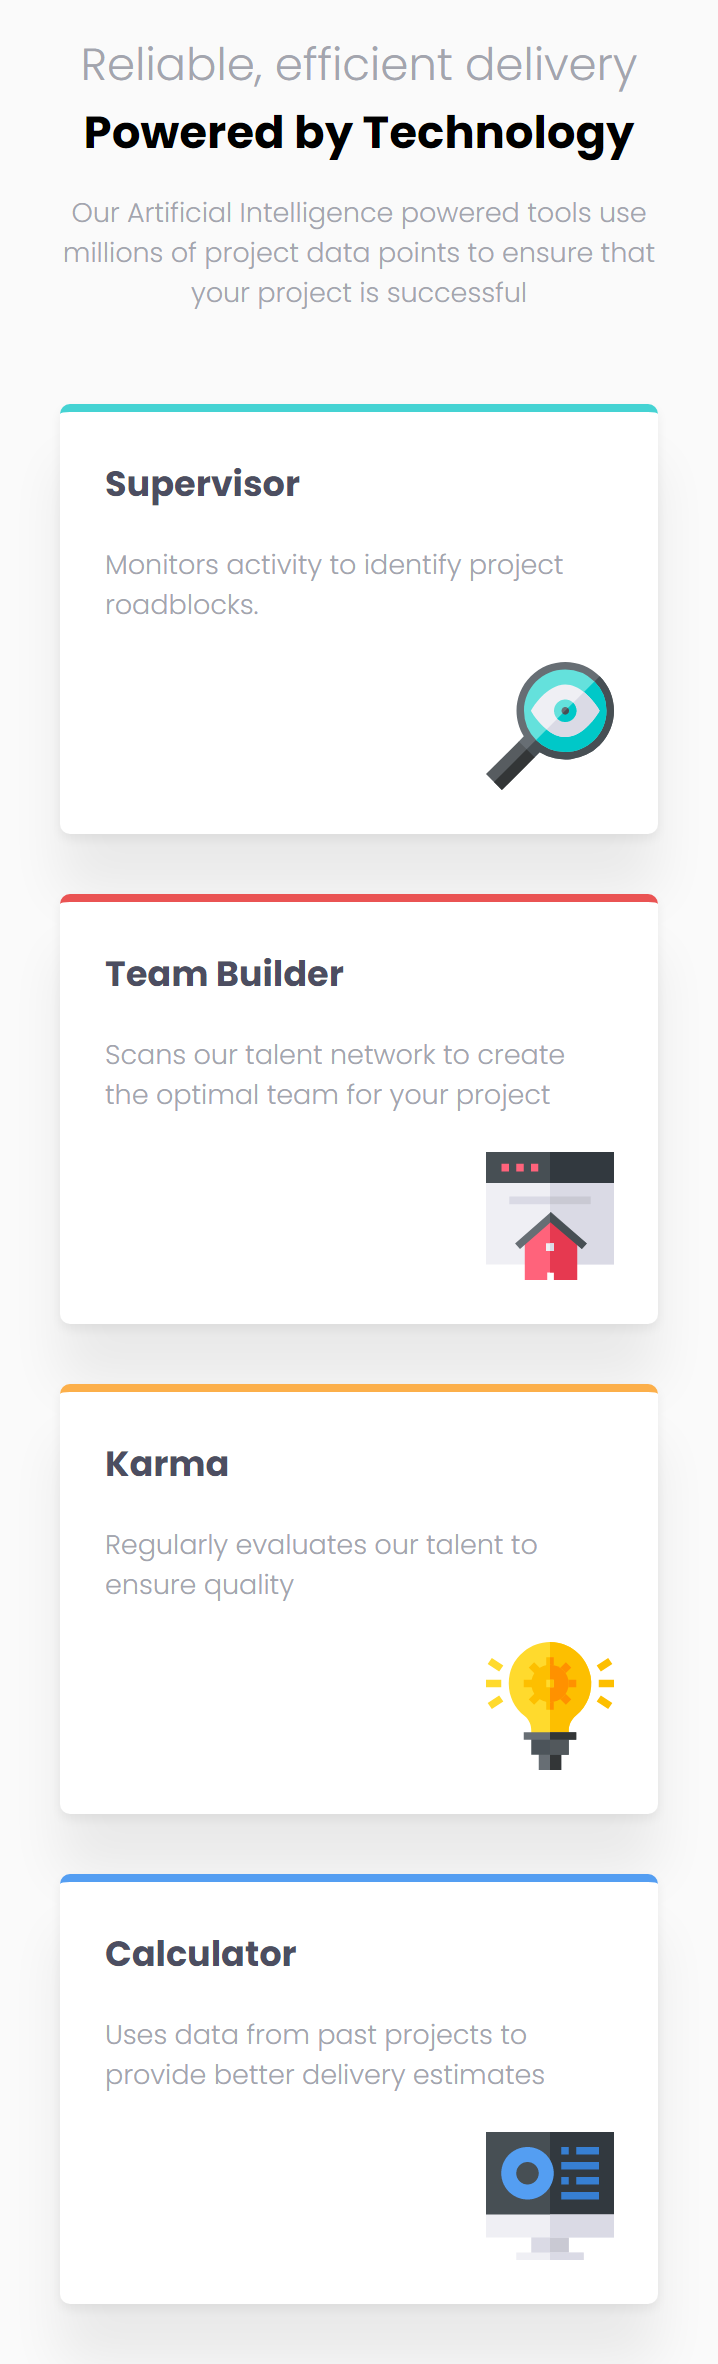 Reliable, efficient delivery
Powered by Technology
Our Artificial Intelligence powered tools use
millions of project data points to ensure that
your project is successful
Supervisor
Monitors activity to identify project
roadblocks.
Team Builder
Scans our talent network to create
the optimal team for your project
Karma
Regularly evaluates our talent to
ensure quality
Calculator
Uses data from past projects to
provide better delivery estimates